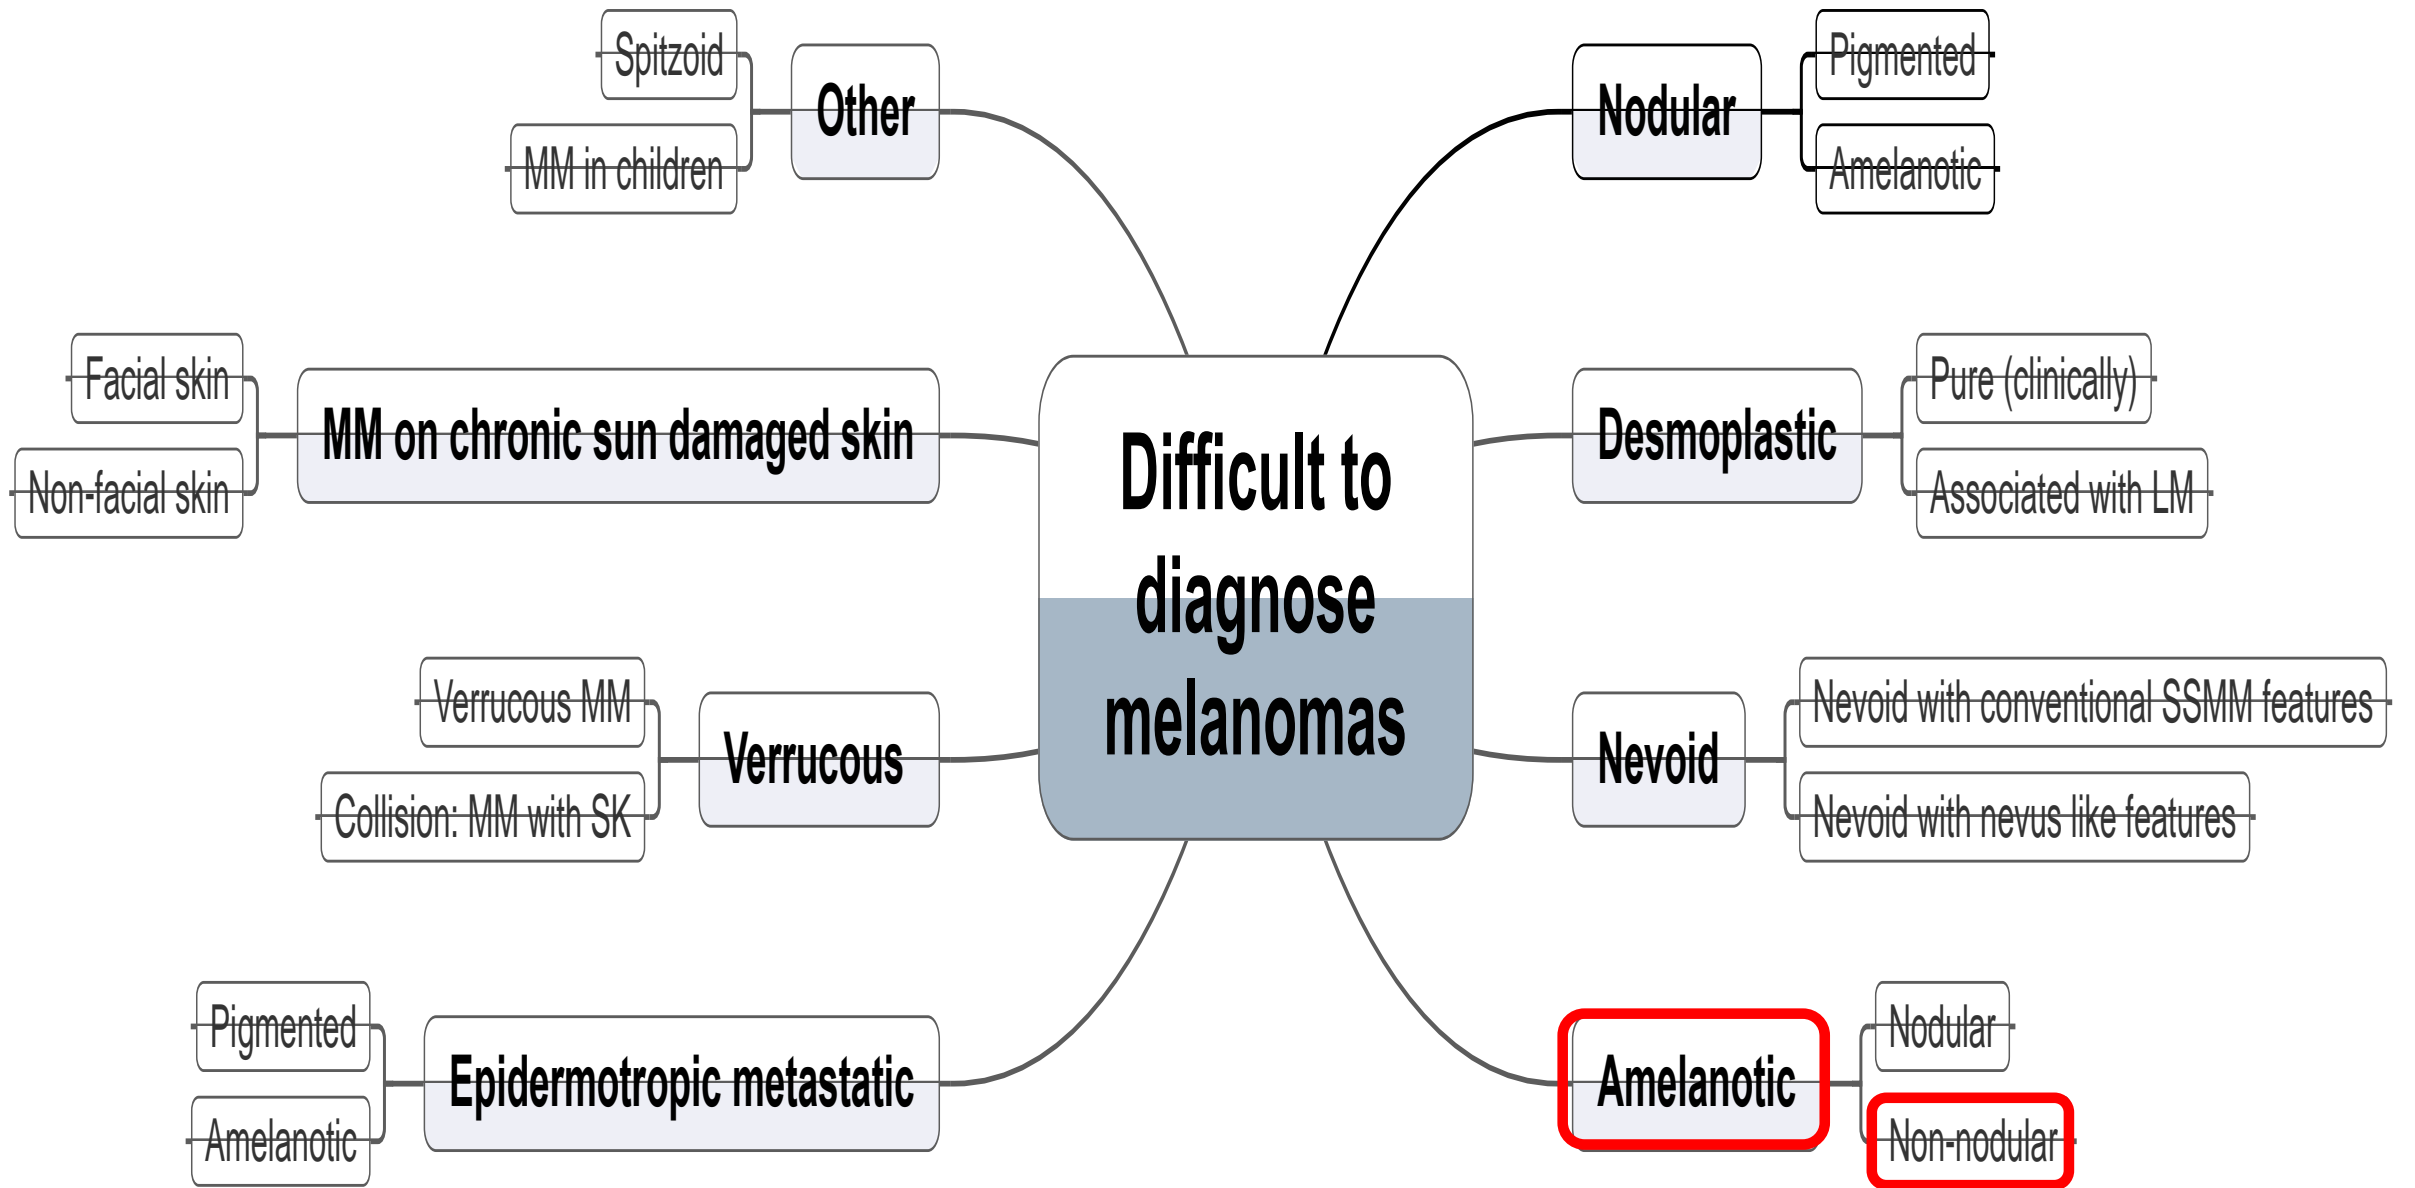 Difficult to
diagnose
melanomas
Nodular
Pigmented
Amelanotic
Desmoplastic
Pure (clinically)
Associated with LM
Nevoid
Nevoid with conventional SSMM features
Nevoid with nevus like features
Amelanotic
Nodular
Non-nodular
Other
Spitzoid
MM in children
MM on chronic sun damaged skin
Facial skin
Non-facial skin
Verrucous
Verrucous MM
Collision: MM with SK
Epidermotropic metastatic
Pigmented
Amelanotic